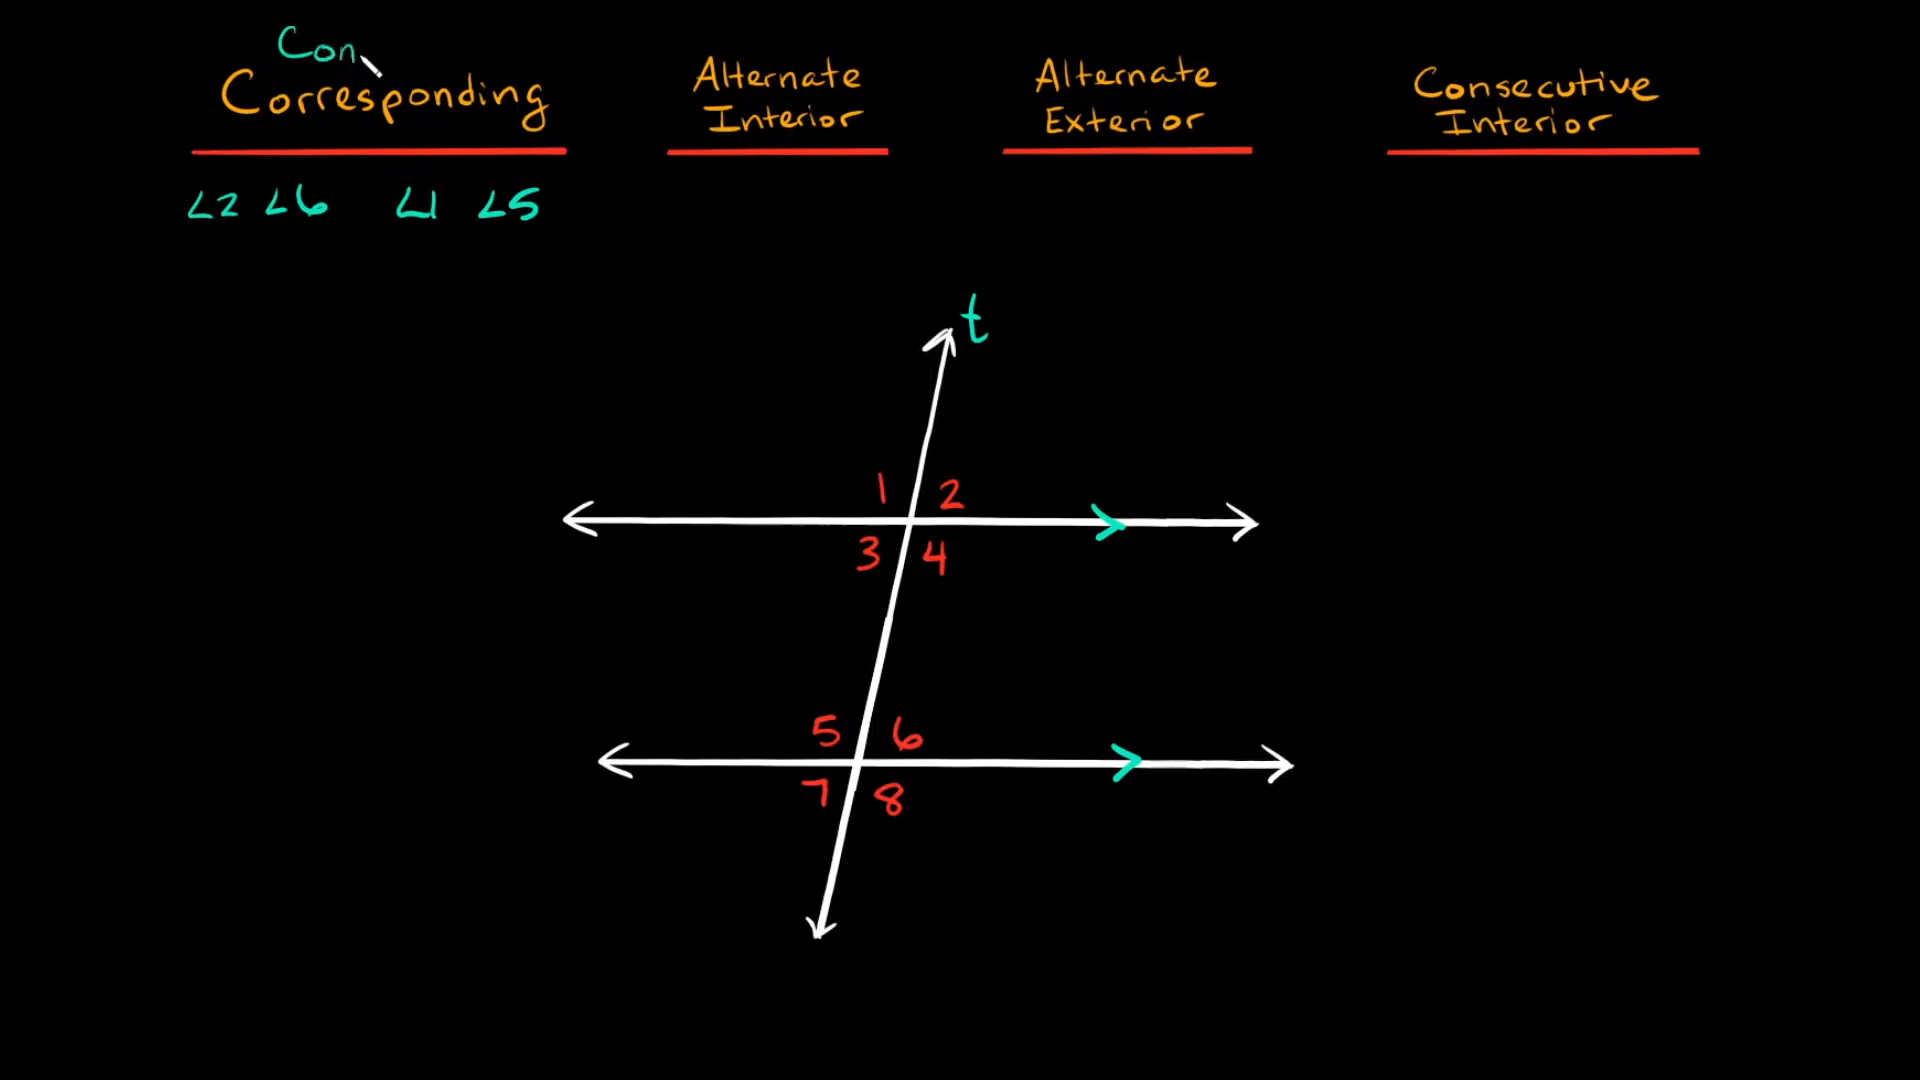 Con
Corresponding
Alternate
Interior
Alternate
Exterior
Consecutive
Interior
∠2 ∠6 ∠1 ∠5
t
1 2
3 4
5 6
7 8